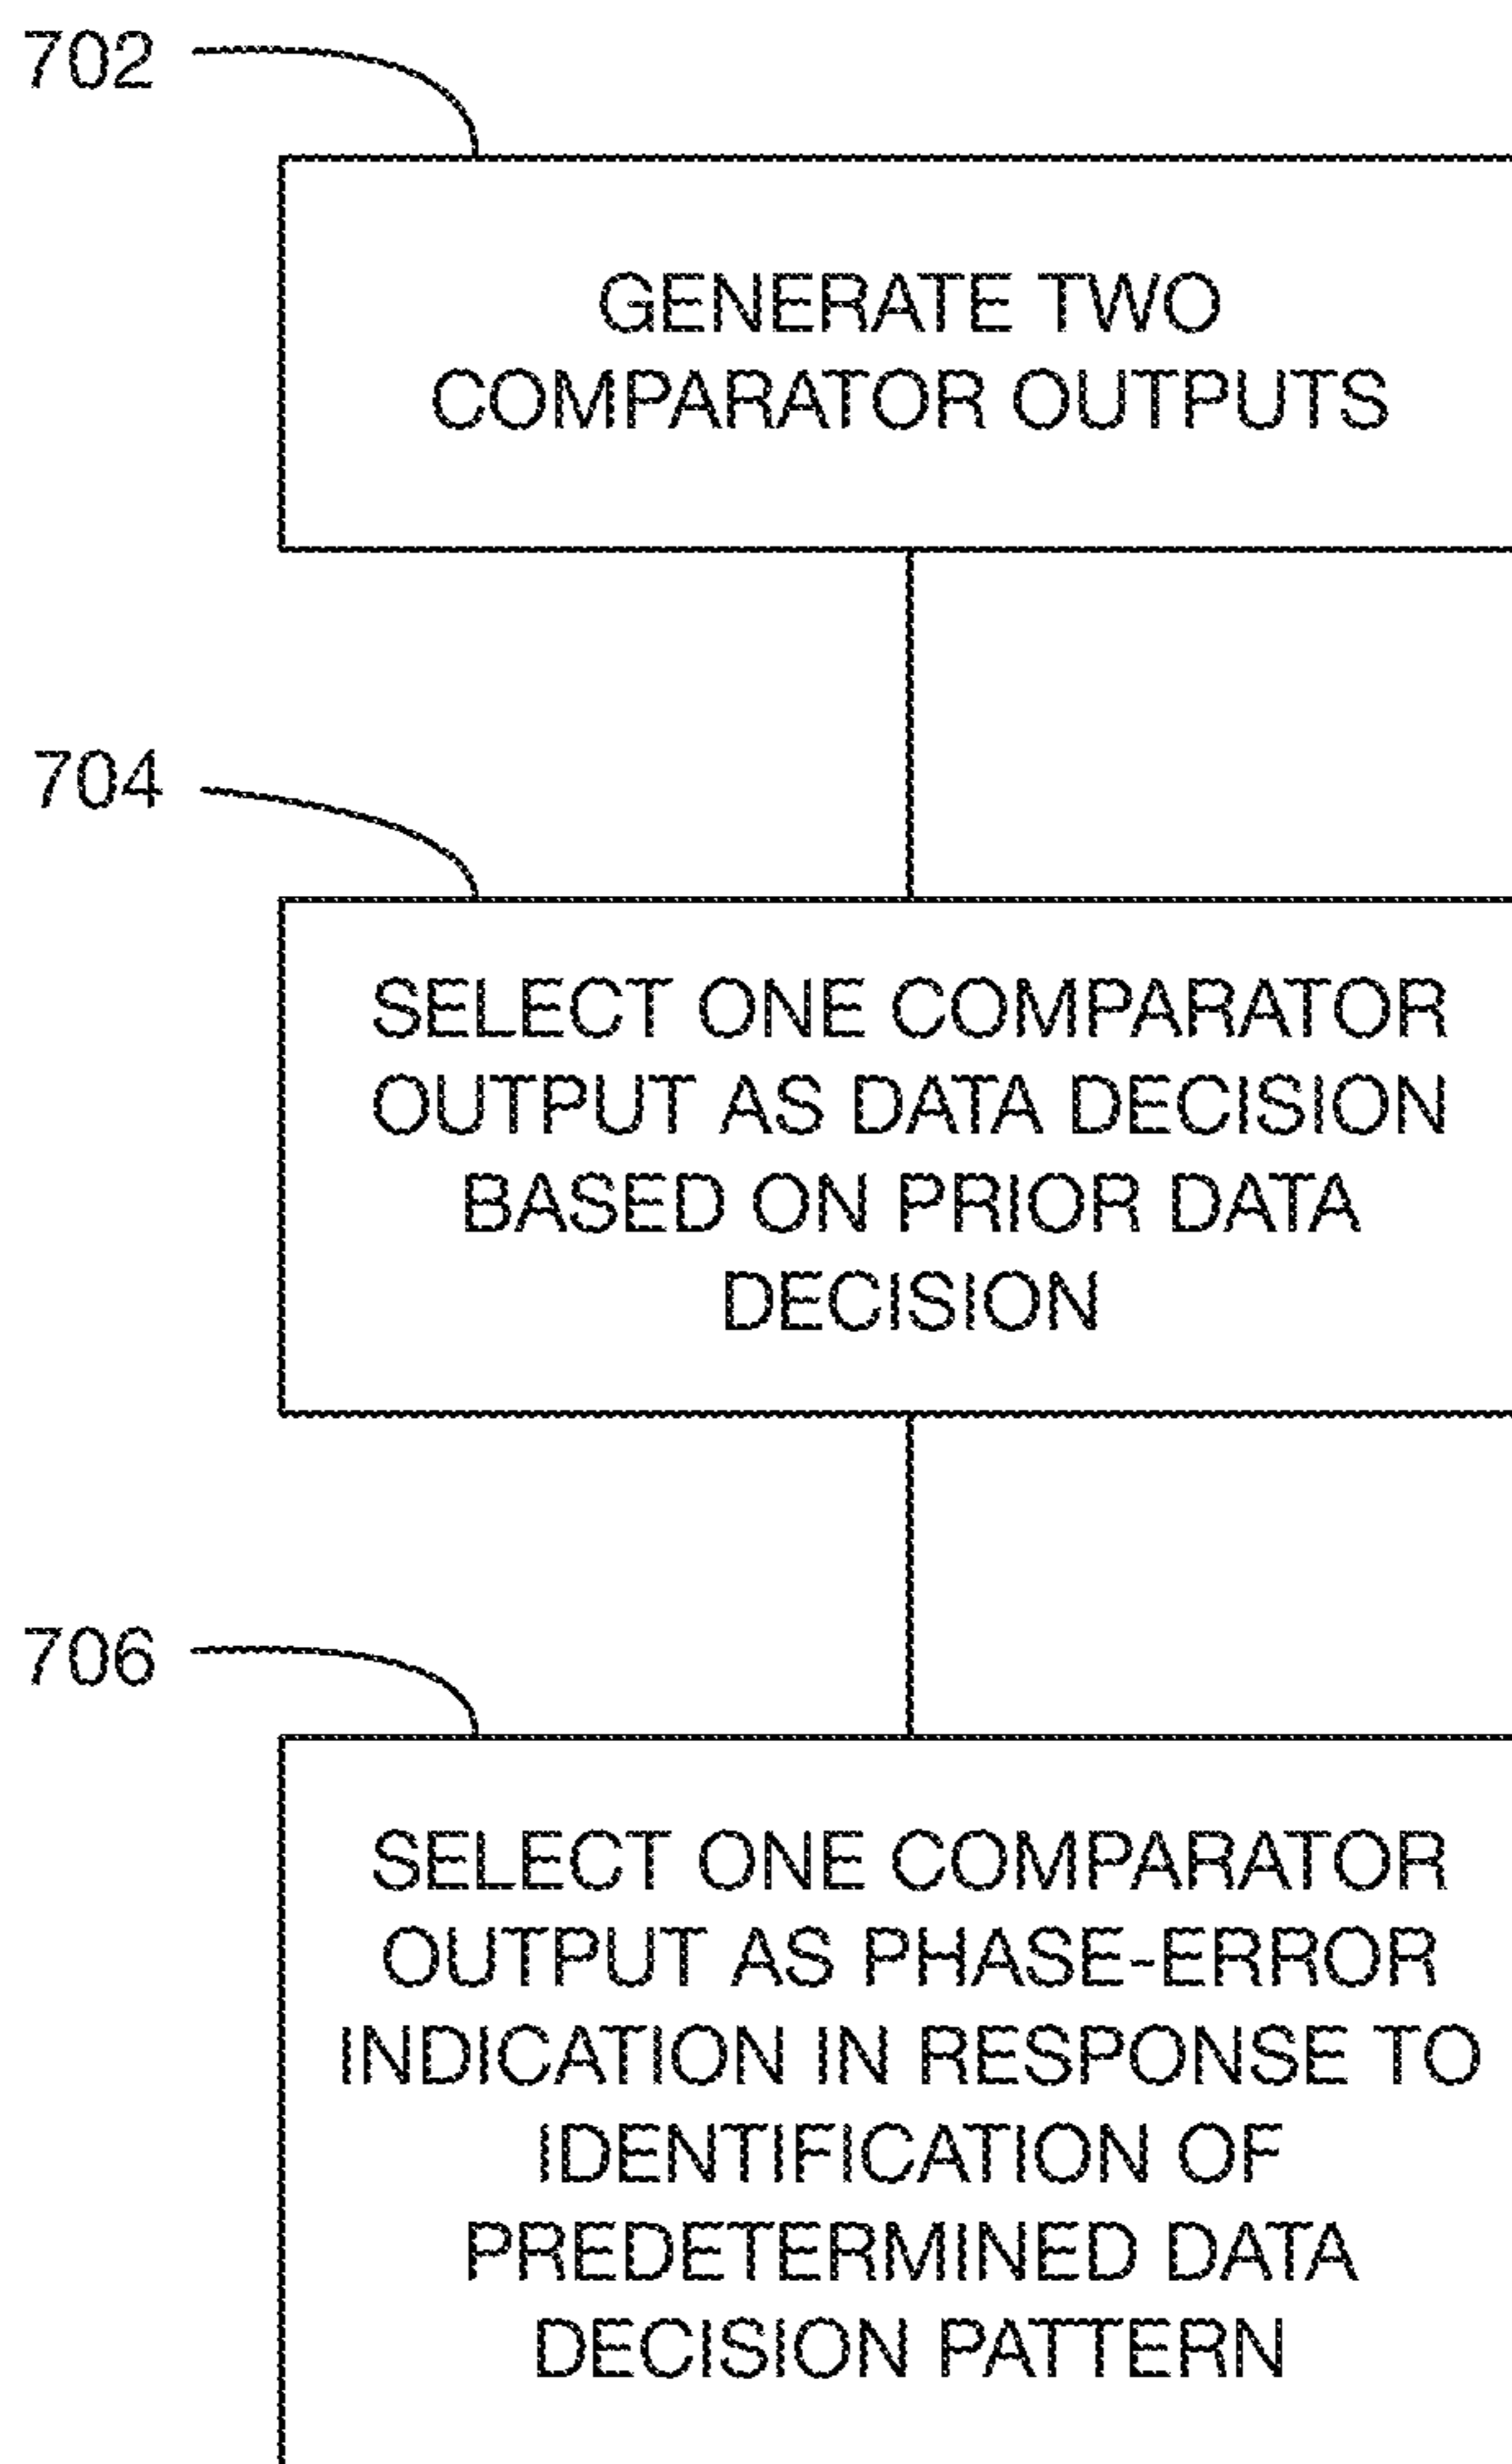 702
GENERATE TWO
COMPARATOR OUTPUTS
704
SELECT ONE COMPARATOR
OUTPUT AS DATA DECISION
BASED ON PRIOR DATA
DECISION
706
SELECT ONE COMPARATOR
OUTPUT AS PHASE-ERROR
INDICATION IN RESPONSE TO
IDENTIFICATION OF
PREDETERMINED DATA
DECISION PATTERN